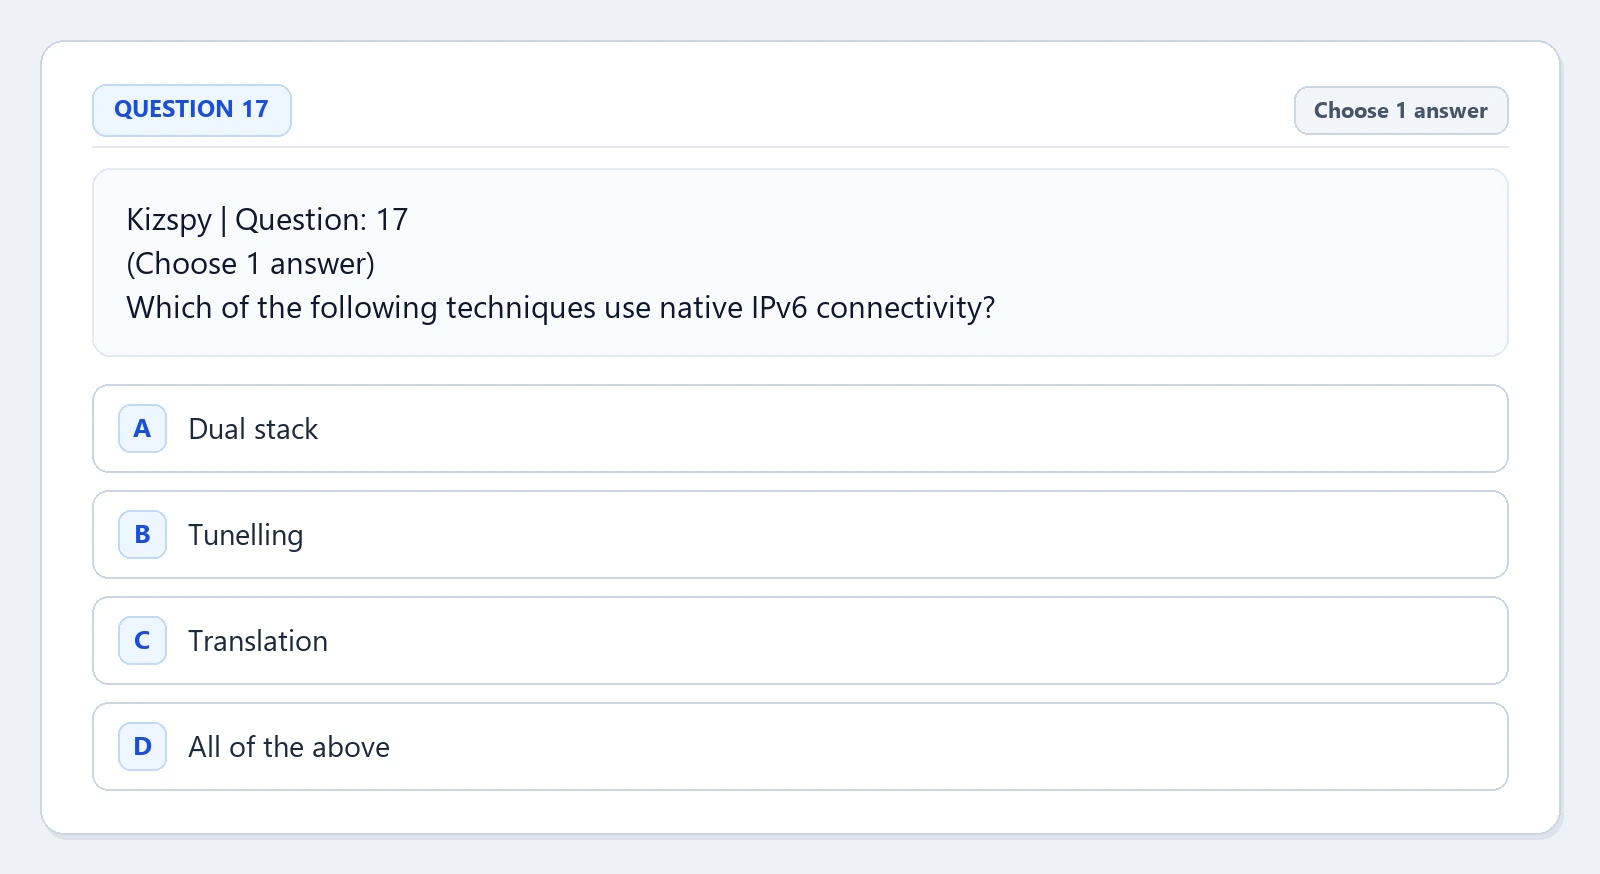 QUESTION 17
Choose 1 answer
Kizspy | Question: 17
(Choose 1 answer)
Which of the following techniques use native IPv6 connectivity?
A Dual stack
B Tunelling
C Translation
D All of the above